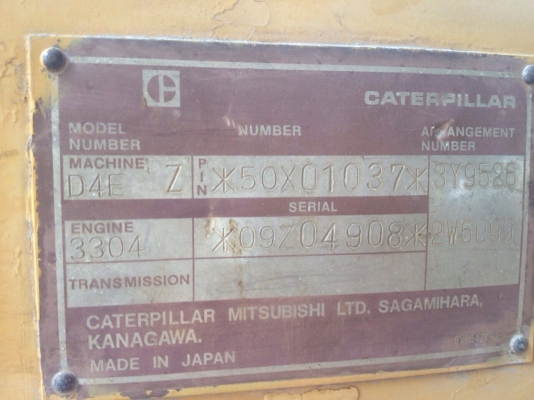 CATERPILLAR
MODEL NUMBER ARRANGEMENT
NUMBER NUMBER
MACHINE PIN *50X01037* 3Y9526
D4E Z
SERIAL
ENGINE *09Z04908*
3304
TRANSMISSION
CATERPILLAR MITSUBISHI LTD. SAGAMIHARA,
KANAGAWA.
MADE IN JAPAN